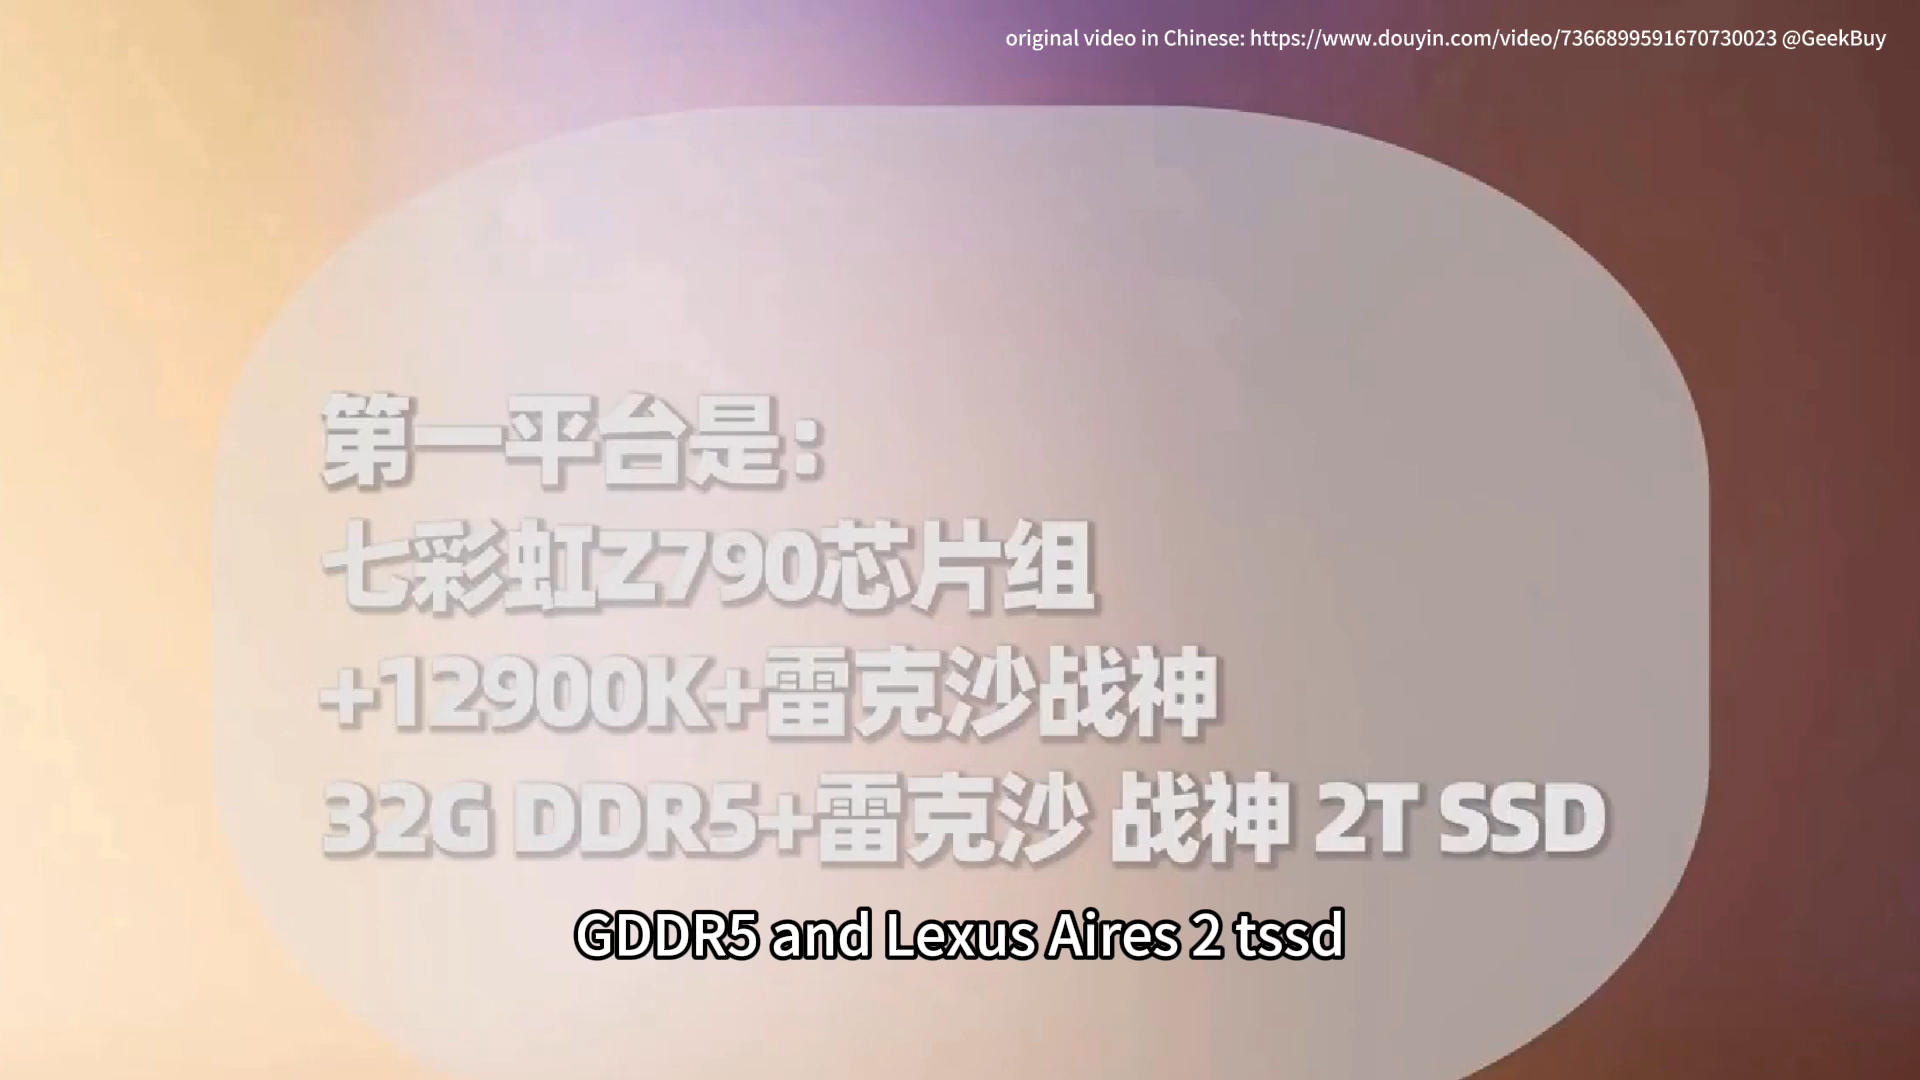 original video in Chinese: https://www.douyin.com/video/7366899591670730023 @GeekBuy
第一平台是：
七彩虹Z790芯片组
+12900K+雷克沙战神
32G DDR5+雷克沙 战神 2T SSD
GDDR5 and Lexus Aires 2 tssd